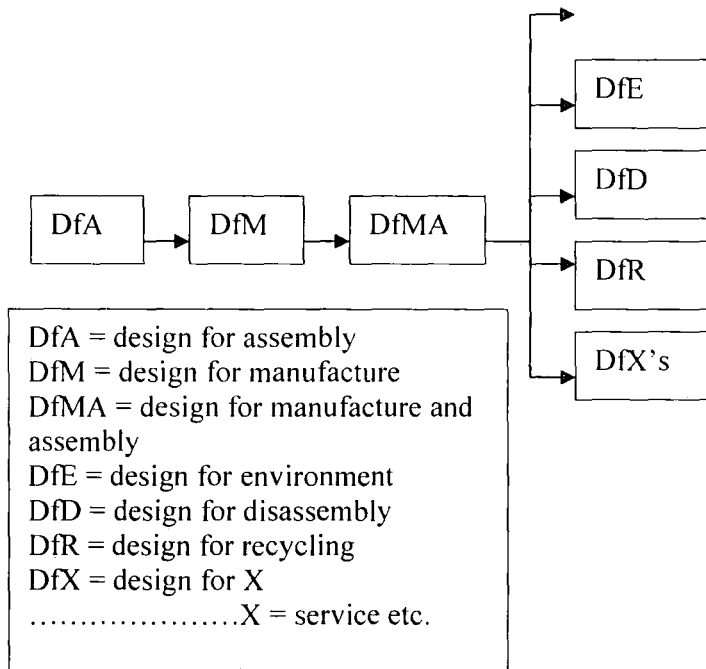 DfE
DfD
DfA
DfM
DfMA
DfR
DfX's
DfA = design for assembly
DfM = design for manufacture
DfMA = design for manufacture and
assembly
DfE = design for environment
DfD = design for disassembly
DfR = design for recycling
DfX = design for X
.....................X = service etc.